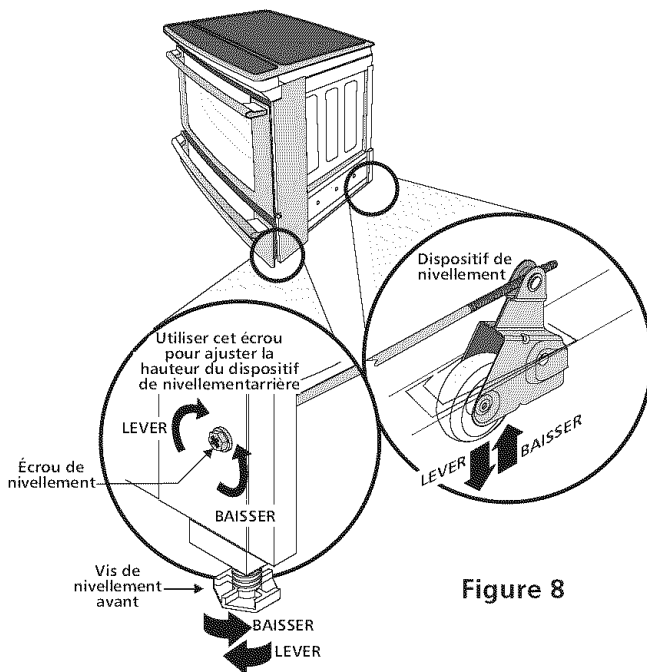 Dispositif de
nivellement
Utiliser cet écrou
pour ajuster la
hauteur du dispositif
de nivellementarrière
LEVER
Écrou de
nivellement
BAISSER
LEVER
BAISSER
Vis de
nivellement
avant
BAISSER
LEVER
Figure 8